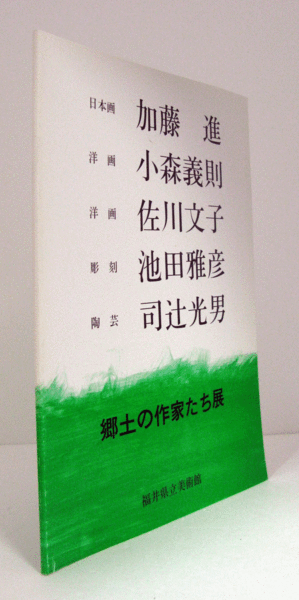 日本画 加藤 進
洋画 小森義則
洋画 佐川文子
彫刻 池田雅彦
陶芸 司辻光男
郷土の作家たち展
福井県立美術館